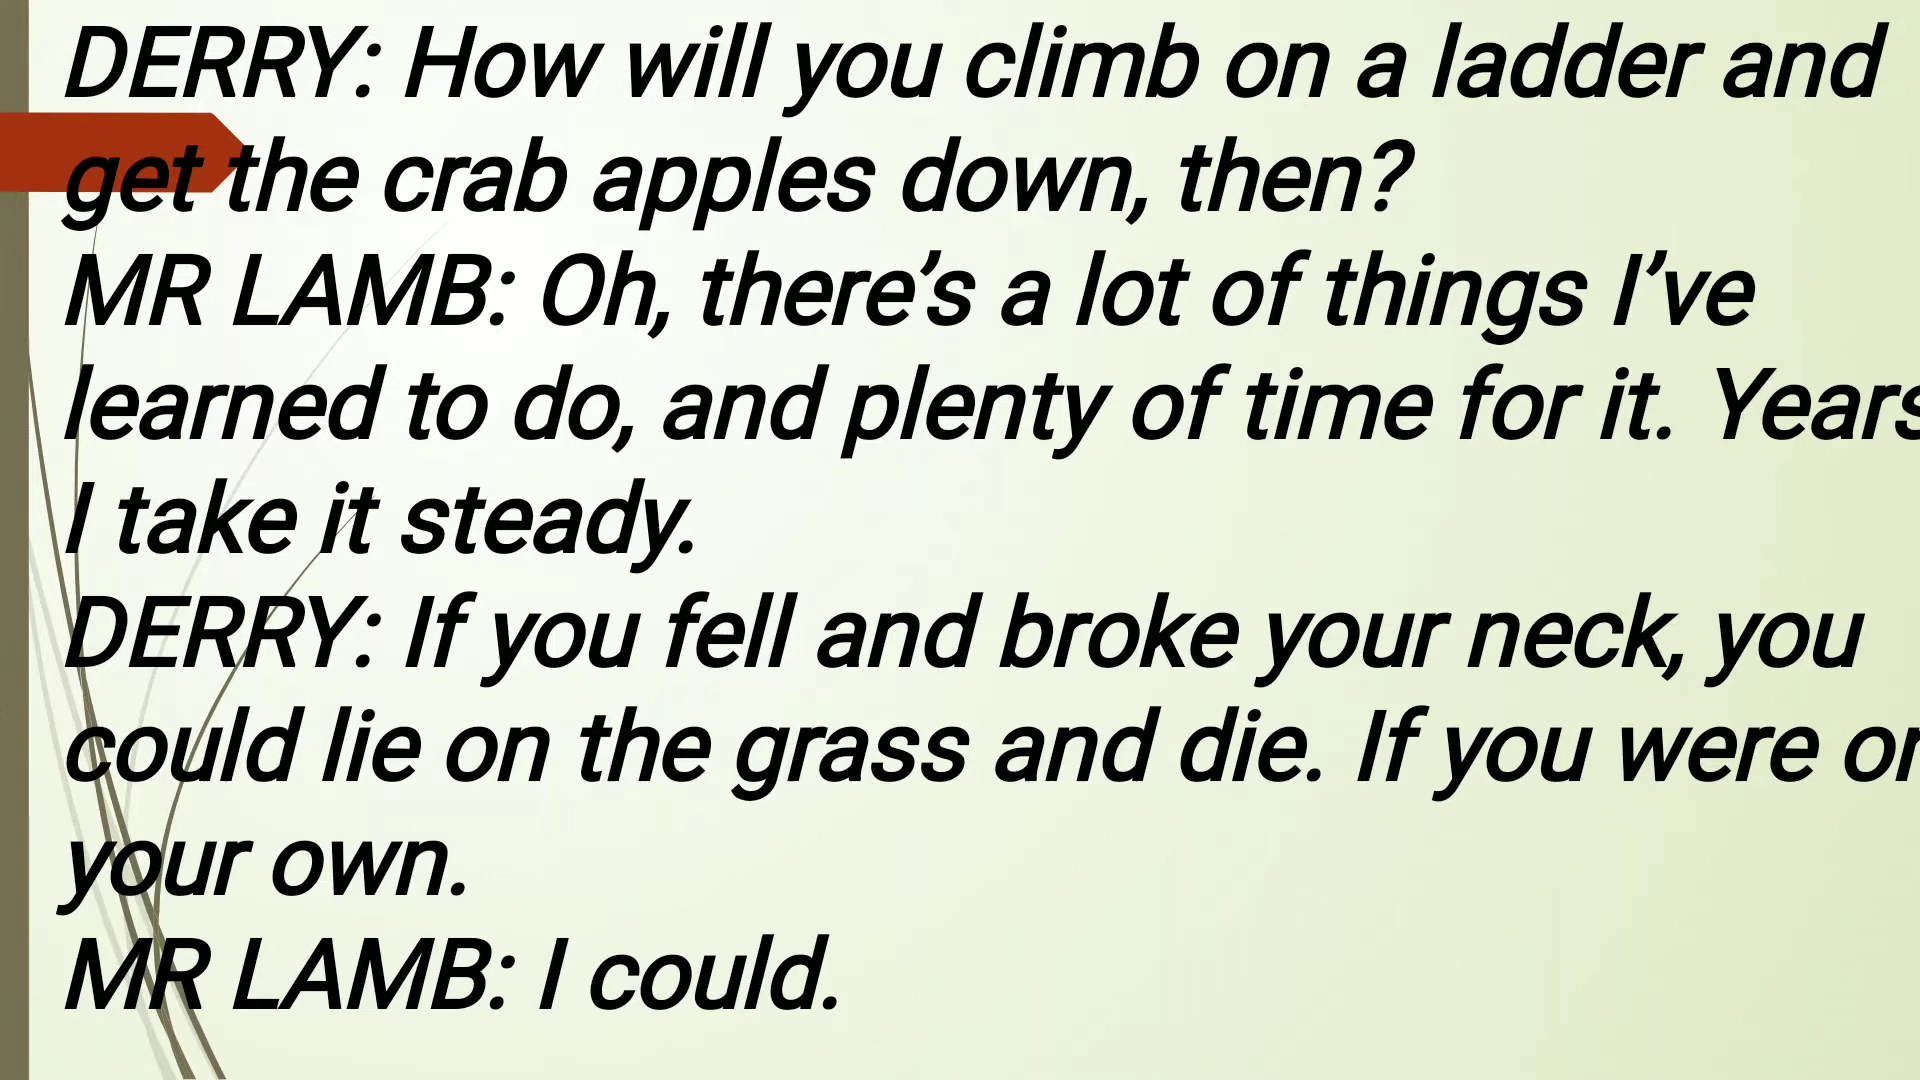 DERRY: How will you climb on a ladder and
get the crab apples down, then?
MR LAMB: Oh, there’s a lot of things I’ve
learned to do, and plenty of time for it. Years
I take it steady.
DERRY: If you fell and broke your neck, you
could lie on the grass and die. If you were on
your own.
MR LAMB: I could.